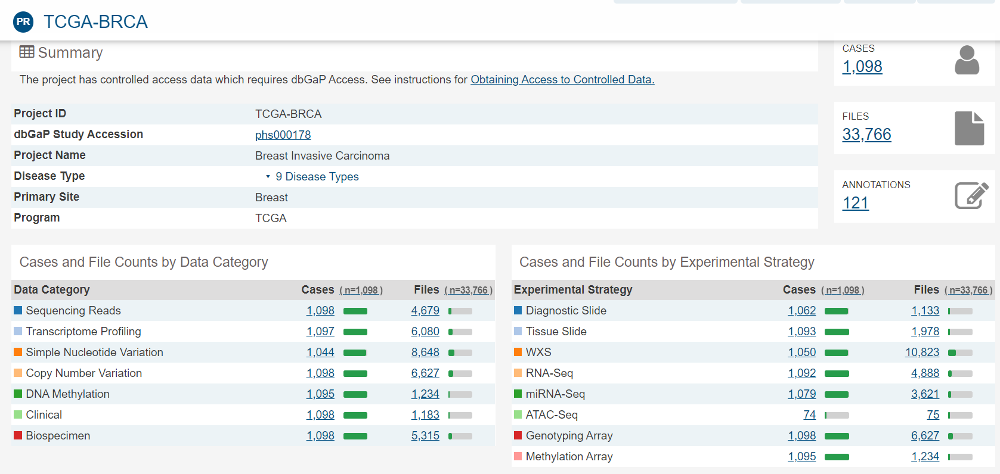 PR TCGA-BRCA
Summary
The project has controlled access data which requires dbGaP Access. See instructions for Obtaining Access to Controlled Data.
Project ID TCGA-BRCA
dbGaP Study Accession phs000178
Project Name Breast Invasive Carcinoma
Disease Type 9 Disease Types
Primary Site Breast
Program TCGA
CASES
1,098
FILES
33,766
ANNOTATIONS
121
Cases and File Counts by Data Category
Data Category Cases (n=1,098) Files (n=33,766)
Sequencing Reads 1,098 4,679
Transcriptome Profiling 1,097 6,080
Simple Nucleotide Variation 1,044 8,648
Copy Number Variation 1,098 6,627
DNA Methylation 1,095 1,234
Clinical 1,098 1,183
Biospecimen 1,098 5,315
Cases and File Counts by Experimental Strategy
Experimental Strategy Cases (n=1,098) Files (n=33,766)
Diagnostic Slide 1,062 1,133
Tissue Slide 1,093 1,978
WXS 1,050 10,823
RNA-Seq 1,092 4,888
miRNA-Seq 1,079 3,621
ATAC-Seq 74 75
Genotyping Array 1,098 6,627
Methylation Array 1,095 1,234